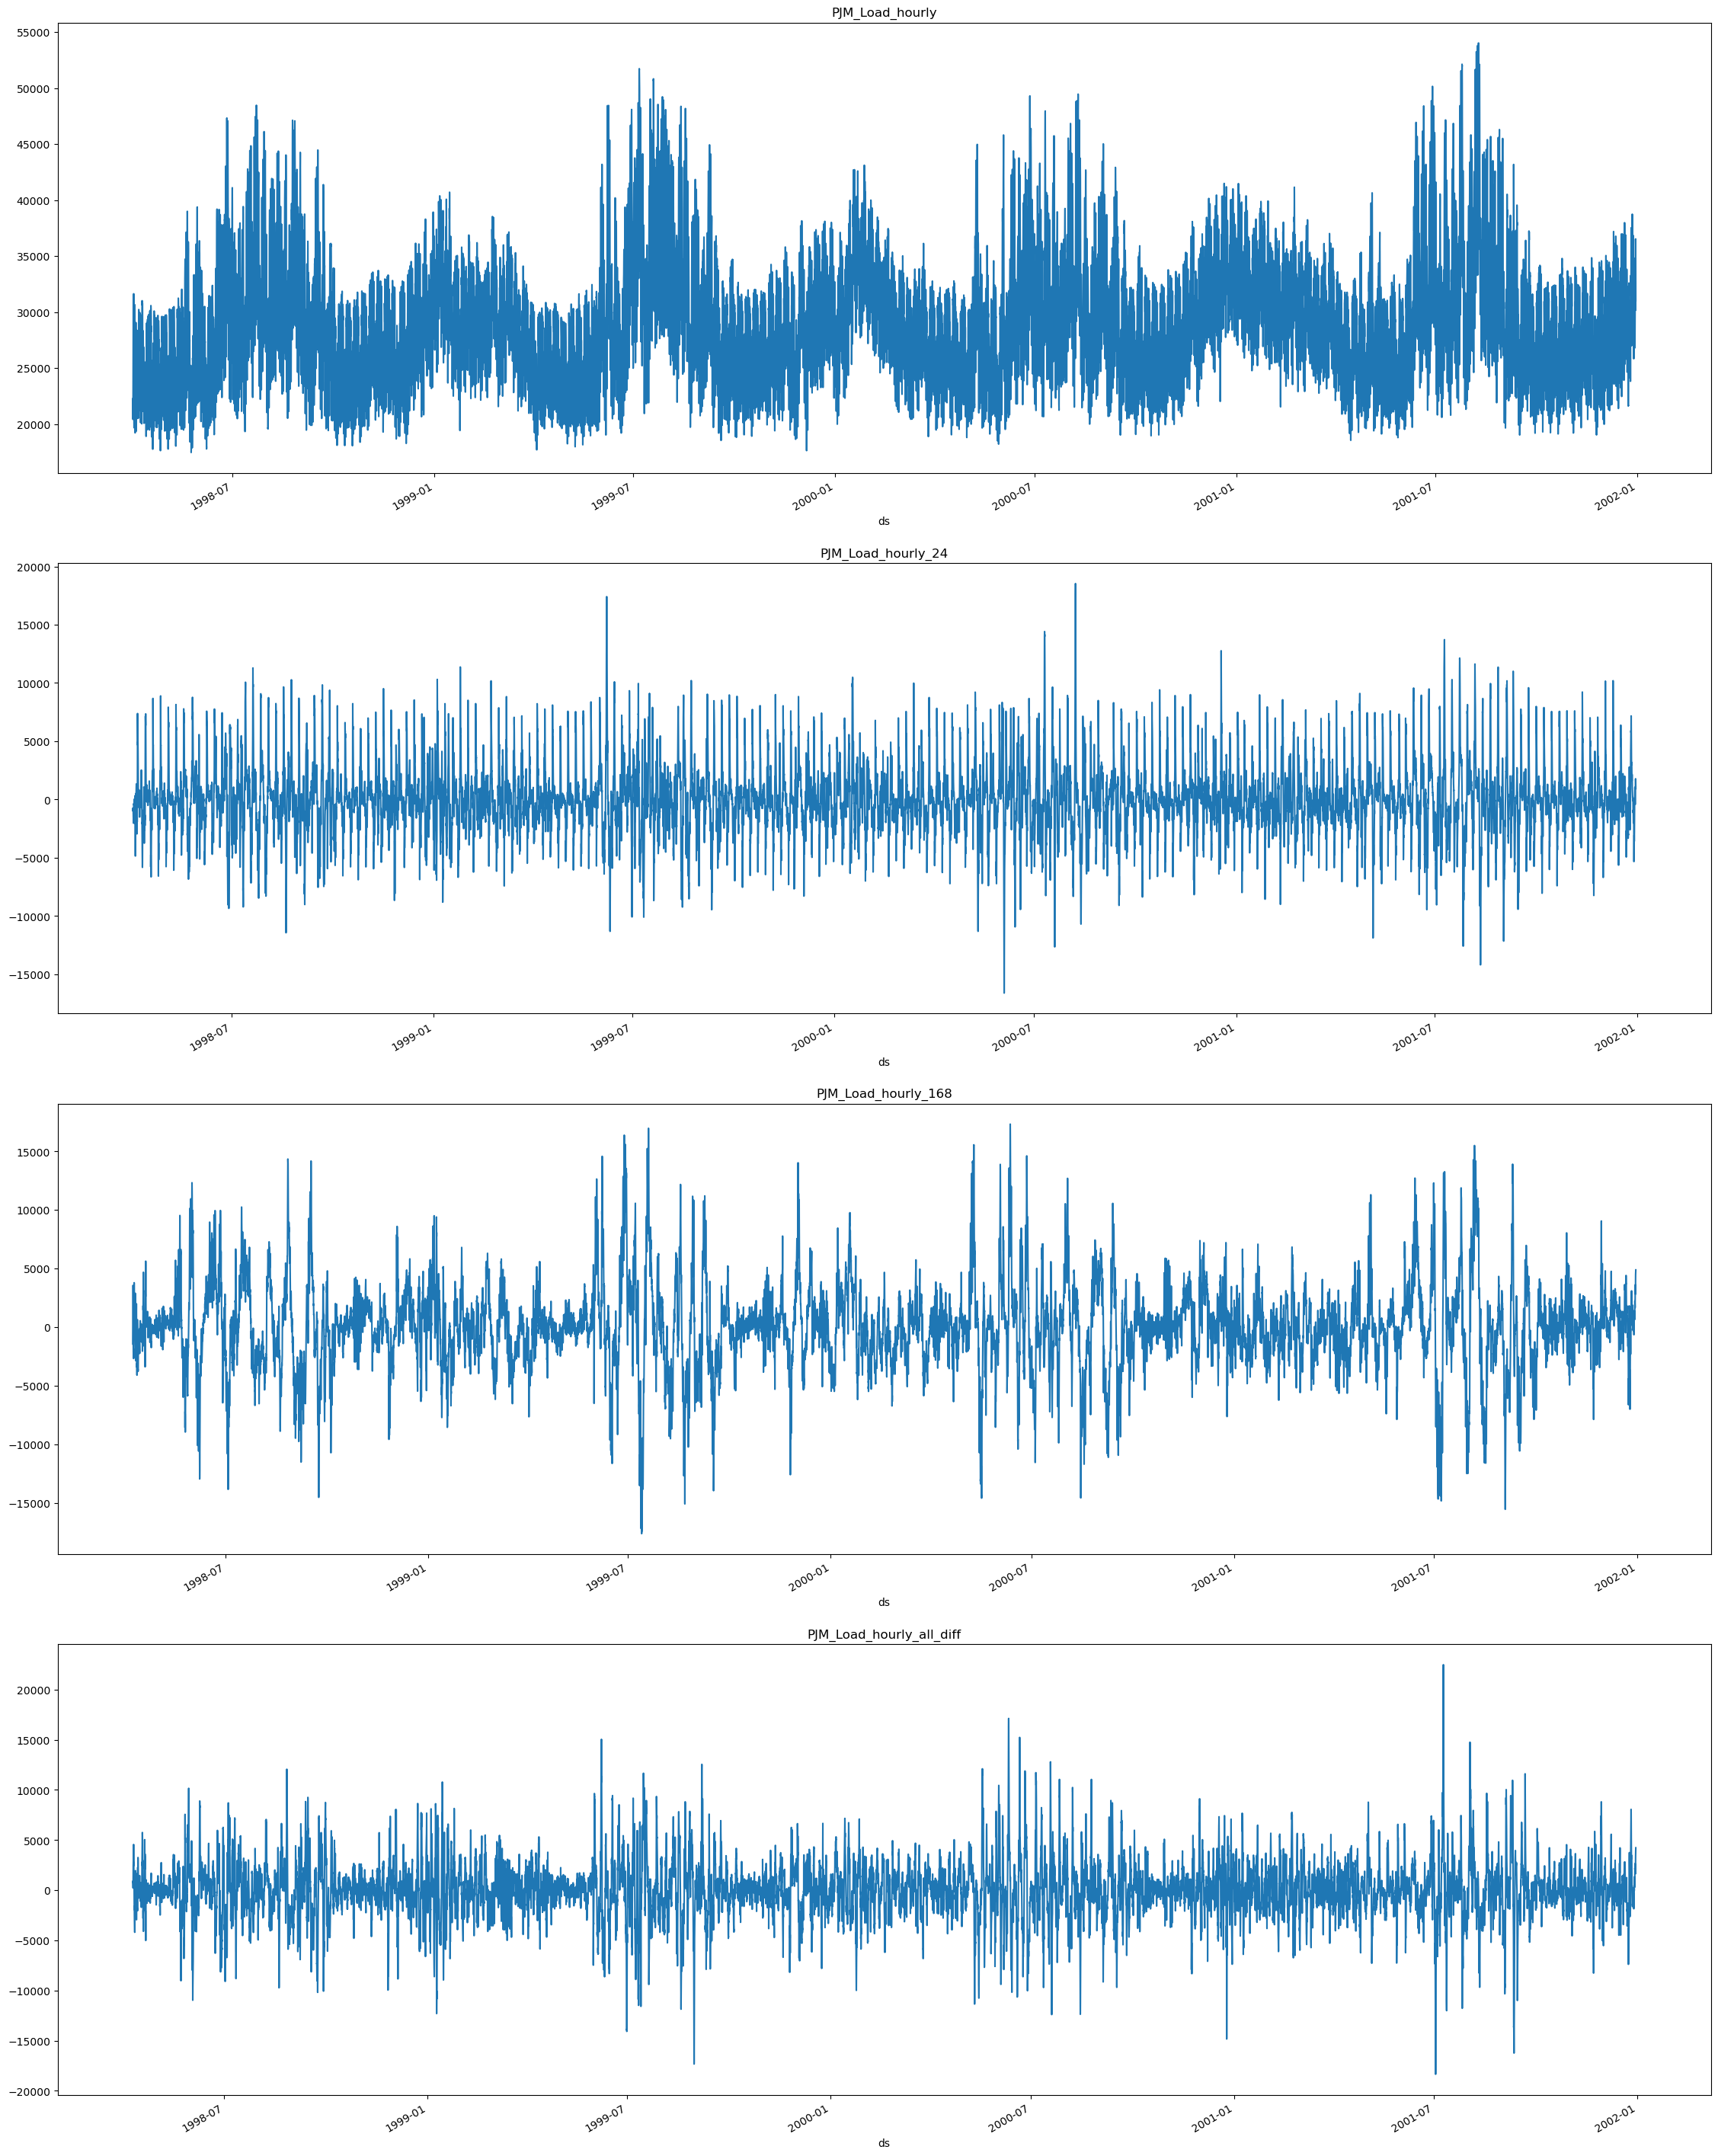 PJM_Load_hourly
55000
50000
45000
40000
35000
30000
25000
20000
1998-07 1999-01 1999-07 2000-01 2000-07 2001-01 2001-07 2002-01
ds
PJM_Load_hourly_24
20000
15000
10000
5000
0
−5000
−10000
−15000
1998-07 1999-01 1999-07 2000-01 2000-07 2001-01 2001-07 2002-01
ds
PJM_Load_hourly_168
15000
10000
5000
0
−5000
−10000
−15000
1998-07 1999-01 1999-07 2000-01 2000-07 2001-01 2001-07 2002-01
ds
PJM_Load_hourly_all_diff
20000
15000
10000
5000
0
−5000
−10000
−15000
−20000
1998-07 1999-01 1999-07 2000-01 2000-07 2001-01 2001-07 2002-01
ds